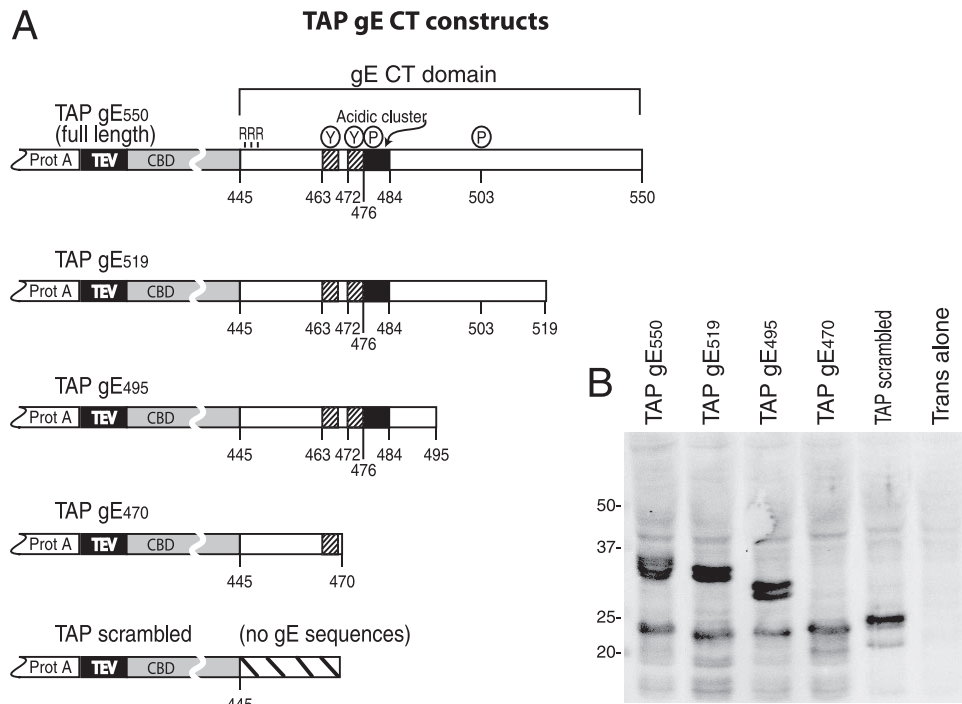 A
TAP gE CT constructs
gE CT domain
TAP gE550
(full length)
RRR
Y
Y
P
Acidic cluster
P
Prot A
TEV
CBD
445
463
472
476
484
503
550
TAP gE519
Prot A
TEV
CBD
445
463
472
476
484
503
519
TAP gE495
Prot A
TEV
CBD
445
463
472
476
484
495
TAP gE470
Prot A
TEV
CBD
445
470
TAP scrambled (no gE sequences)
Prot A
TEV
CBD
445
B
TAP gE550
TAP gE519
TAP gE495
TAP gE470
TAP scrambled
Trans alone
50-
37-
25-
20-